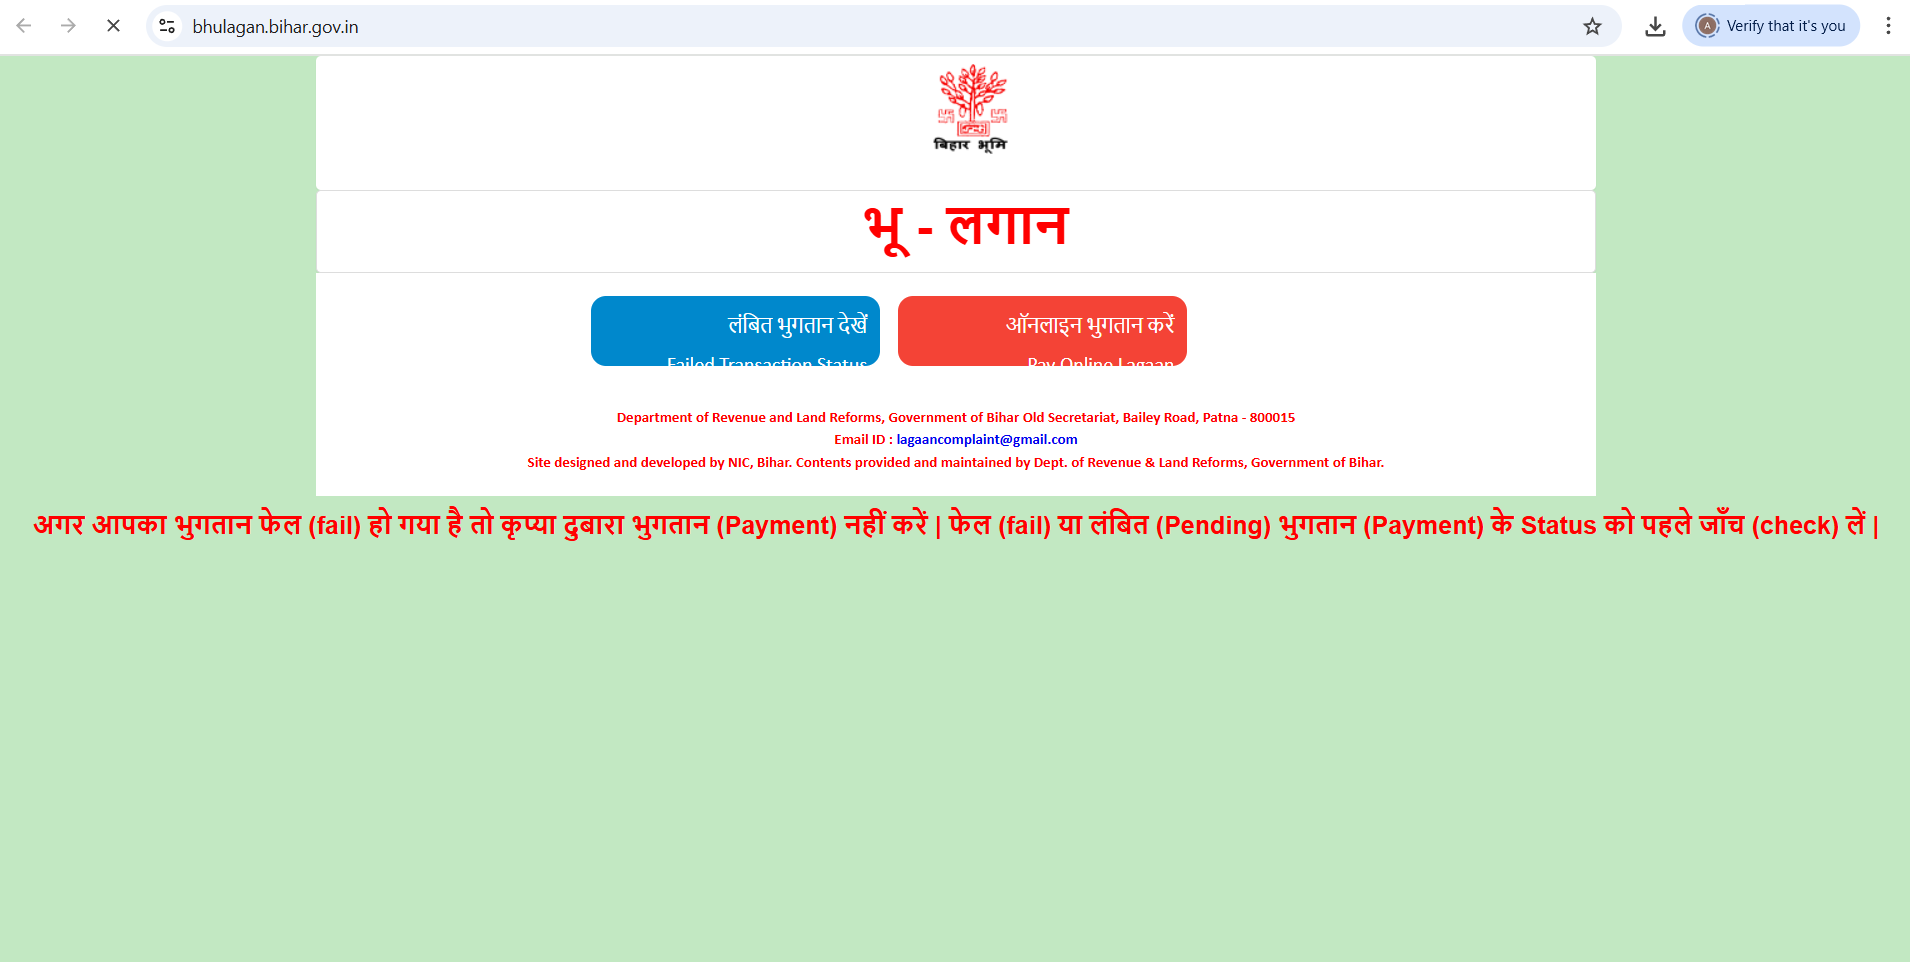 bhulagan.bihar.gov.in
A Verify that it's you
बिहार भूमि
भू - लगान
लंबित भुगतान देखें
Failed Transaction Status
ऑनलाइन भुगतान करें
Pay Online Lagaan
Department of Revenue and Land Reforms, Government of Bihar Old Secretariat, Bailey Road, Patna - 800015
Email ID : lagaancomplaint@gmail.com
Site designed and developed by NIC, Bihar. Contents provided and maintained by Dept. of Revenue & Land Reforms, Government of Bihar.
अगर आपका भुगतान फेल (fail) हो गया है तो कृप्या दुबारा भुगतान (Payment) नहीं करें | फेल (fail) या लंबित (Pending) भुगतान (Payment) के Status को पहले जाँच (check) लें |